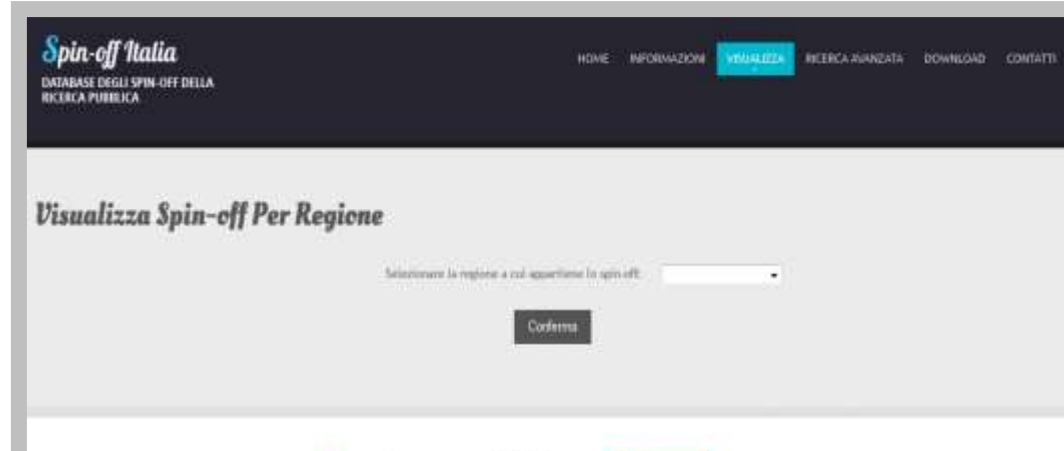 Spin-off Italia
DATABASE DEGLI SPIN-OFF DELLA
RICERCA PUBBLICA
HOME INFORMAZIONI VISUALIZZA RICERCA AVANZATA DOWNLOAD CONTATTI
Visualizza Spin-off Per Regione
Selezionare la regione a cui appartiene lo spin-off:
Conferma